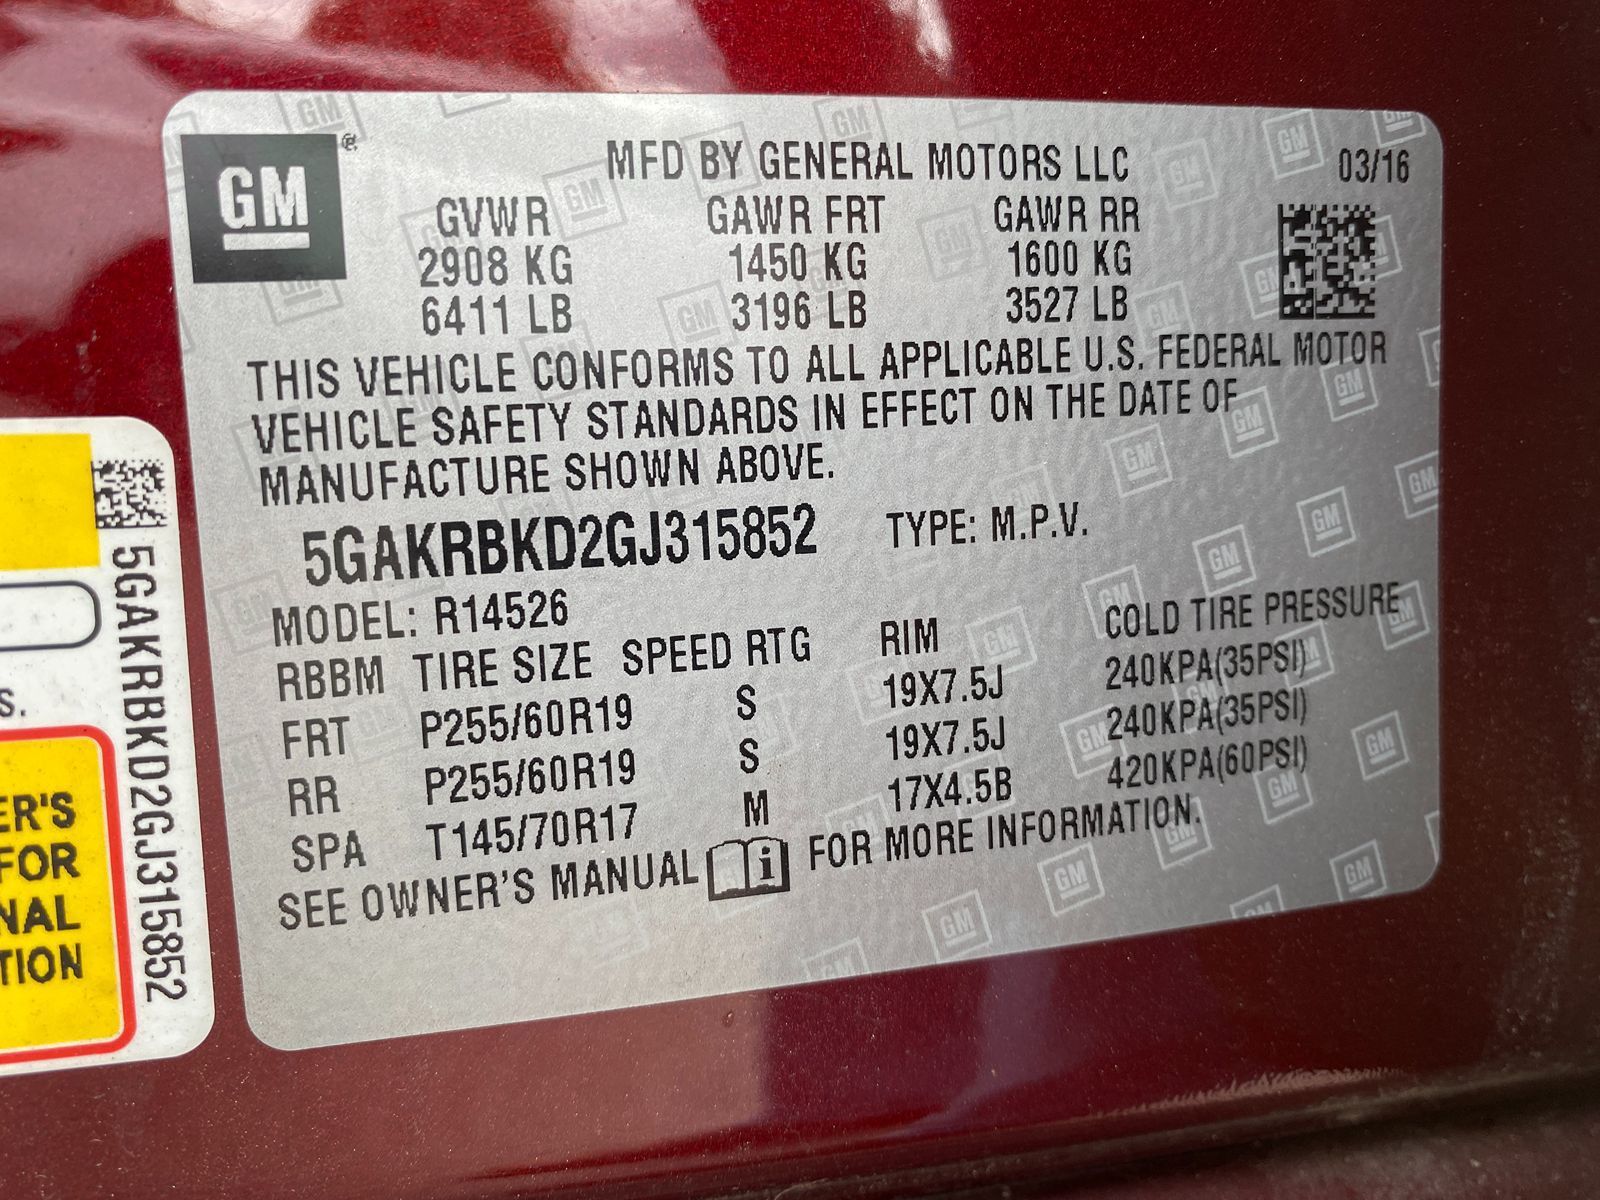 GM
MFD BY GENERAL MOTORS LLC 03/16
GVWR GAWR FRT GAWR RR
2908 KG 1450 KG 1600 KG
6411 LB 3196 LB 3527 LB
THIS VEHICLE CONFORMS TO ALL APPLICABLE U.S. FEDERAL MOTOR
VEHICLE SAFETY STANDARDS IN EFFECT ON THE DATE OF
MANUFACTURE SHOWN ABOVE.
5GAKRBKD2GJ315852 TYPE: M.P.V.
MODEL: R14526
RBBM TIRE SIZE SPEED RTG RIM COLD TIRE PRESSURE
FRT P255/60R19 S 19X7.5J 240KPA(35PSI)
RR P255/60R19 S 19X7.5J 240KPA(35PSI)
SPA T145/70R17 M 17X4.5B 420KPA(60PSI)
SEE OWNER'S MANUAL FOR MORE INFORMATION.
5GAKRBKD2GJ315852
S.
ER'S
FOR
NAL
TION